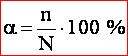 α = n/N · 100 %